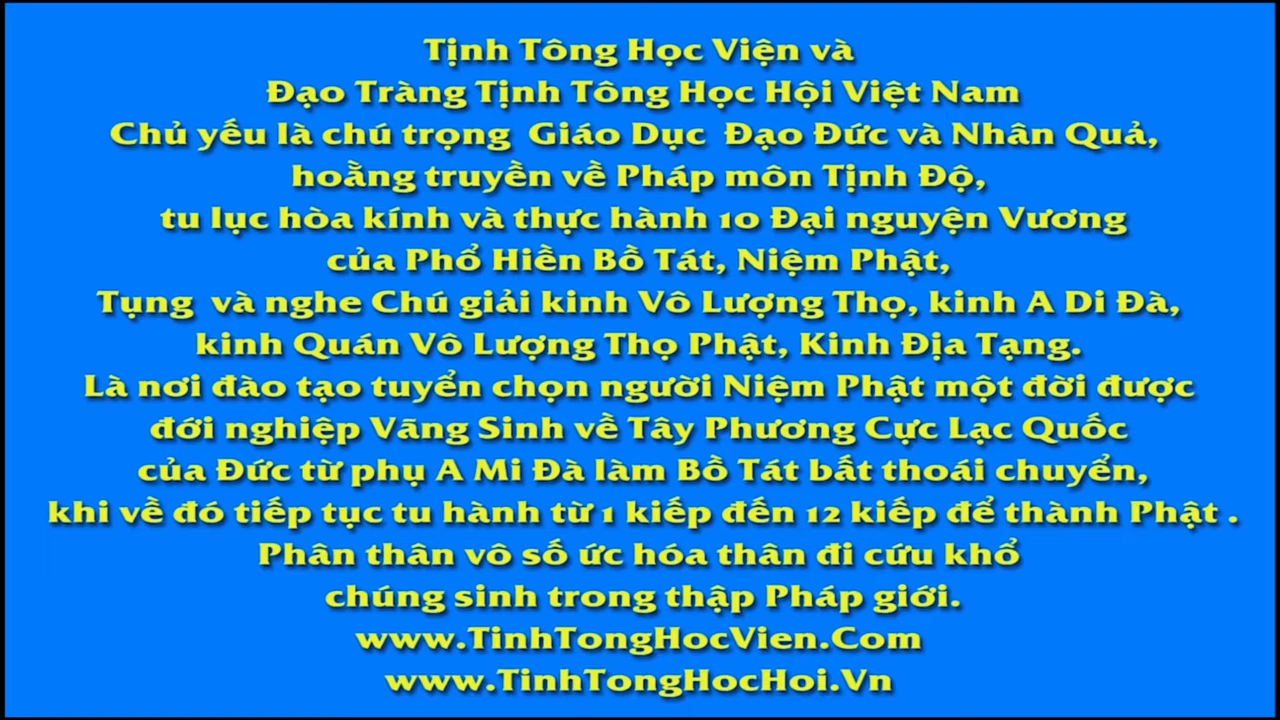 Tịnh Tông Học Viện và
Đạo Tràng Tịnh Tông Học Hội Việt Nam
Chủ yếu là chú trọng Giáo Dục Đạo Đức và Nhân Quả,
hoằng truyền về Pháp môn Tịnh Độ,
tu lục hòa kính và thực hành 10 Đại nguyện Vương
của Phổ Hiền Bồ Tát, Niệm Phật,
Tụng và nghe Chú giải kinh Vô Lượng Thọ, kinh A Di Đà,
kinh Quán Vô Lượng Thọ Phật, Kinh Địa Tạng.
Là nơi đào tạo tuyển chọn người Niệm Phật một đời được
đới nghiệp Vãng Sinh về Tây Phương Cực Lạc Quốc
của Đức từ phụ A Mi Đà làm Bồ Tát bất thoái chuyển,
khi về đó tiếp tục tu hành từ 1 kiếp đến 12 kiếp để thành Phật .
Phân thân vô số ức hóa thân đi cứu khổ
chúng sinh trong thập Pháp giới.
www.TinhTongHocVien.Com
www.TinhTongHocHoi.Vn